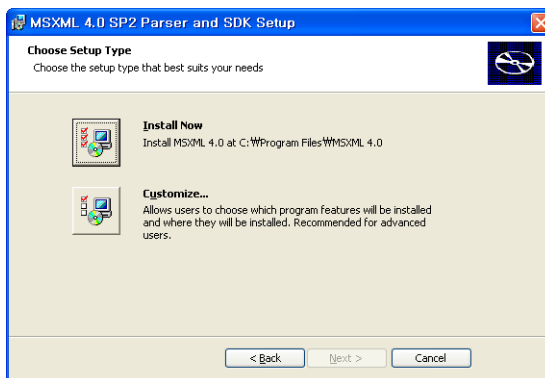 MSXML 4.0 SP2 Parser and SDK Setup
Choose Setup Type
Choose the setup type that best suits your needs
Install Now
Install MSXML 4.0 at C:₩Program Files₩MSXML 4.0
Customize...
Allows users to choose which program features will be installed
and where they will be installed. Recommended for advanced
users.
< Back
Next >
Cancel